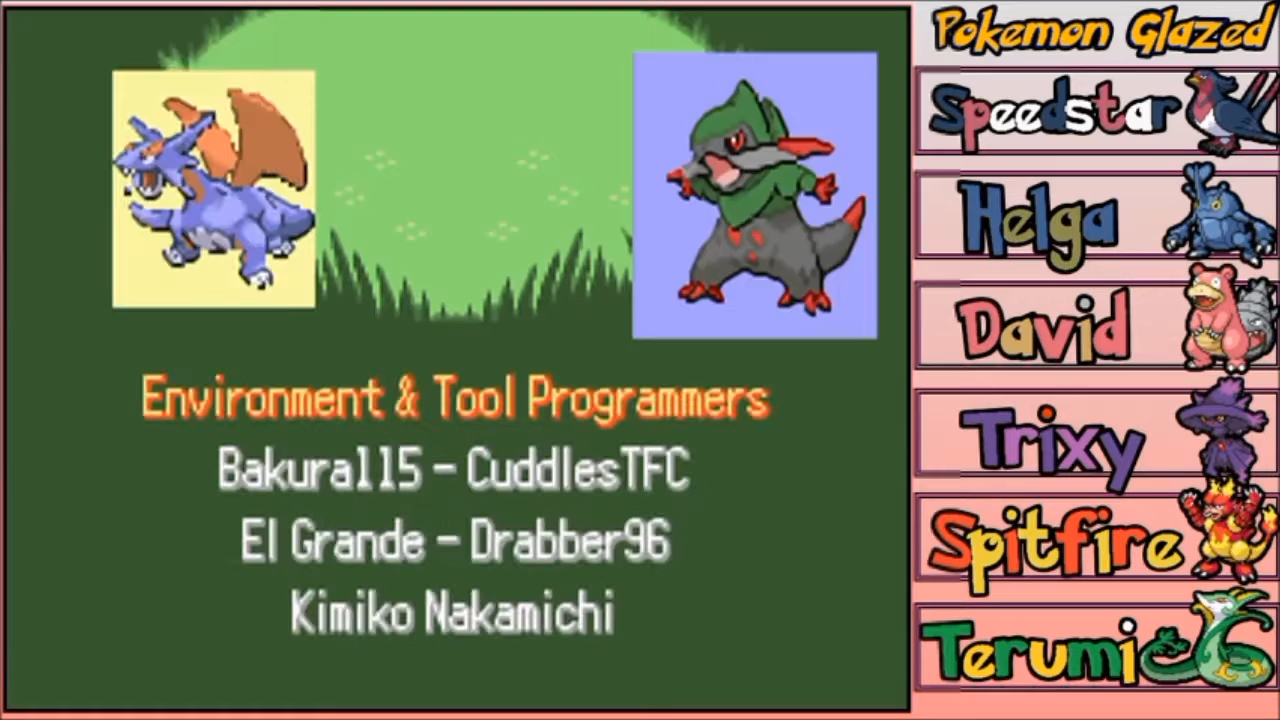 Environment & Tool Programmers
Bakura115 - CuddlesTFC
El Grande - Drabber96
Kimiko Nakamichi
Pokemon Glazed
Speedstar
Helga
David
Trixy
Spitfire
Terumi